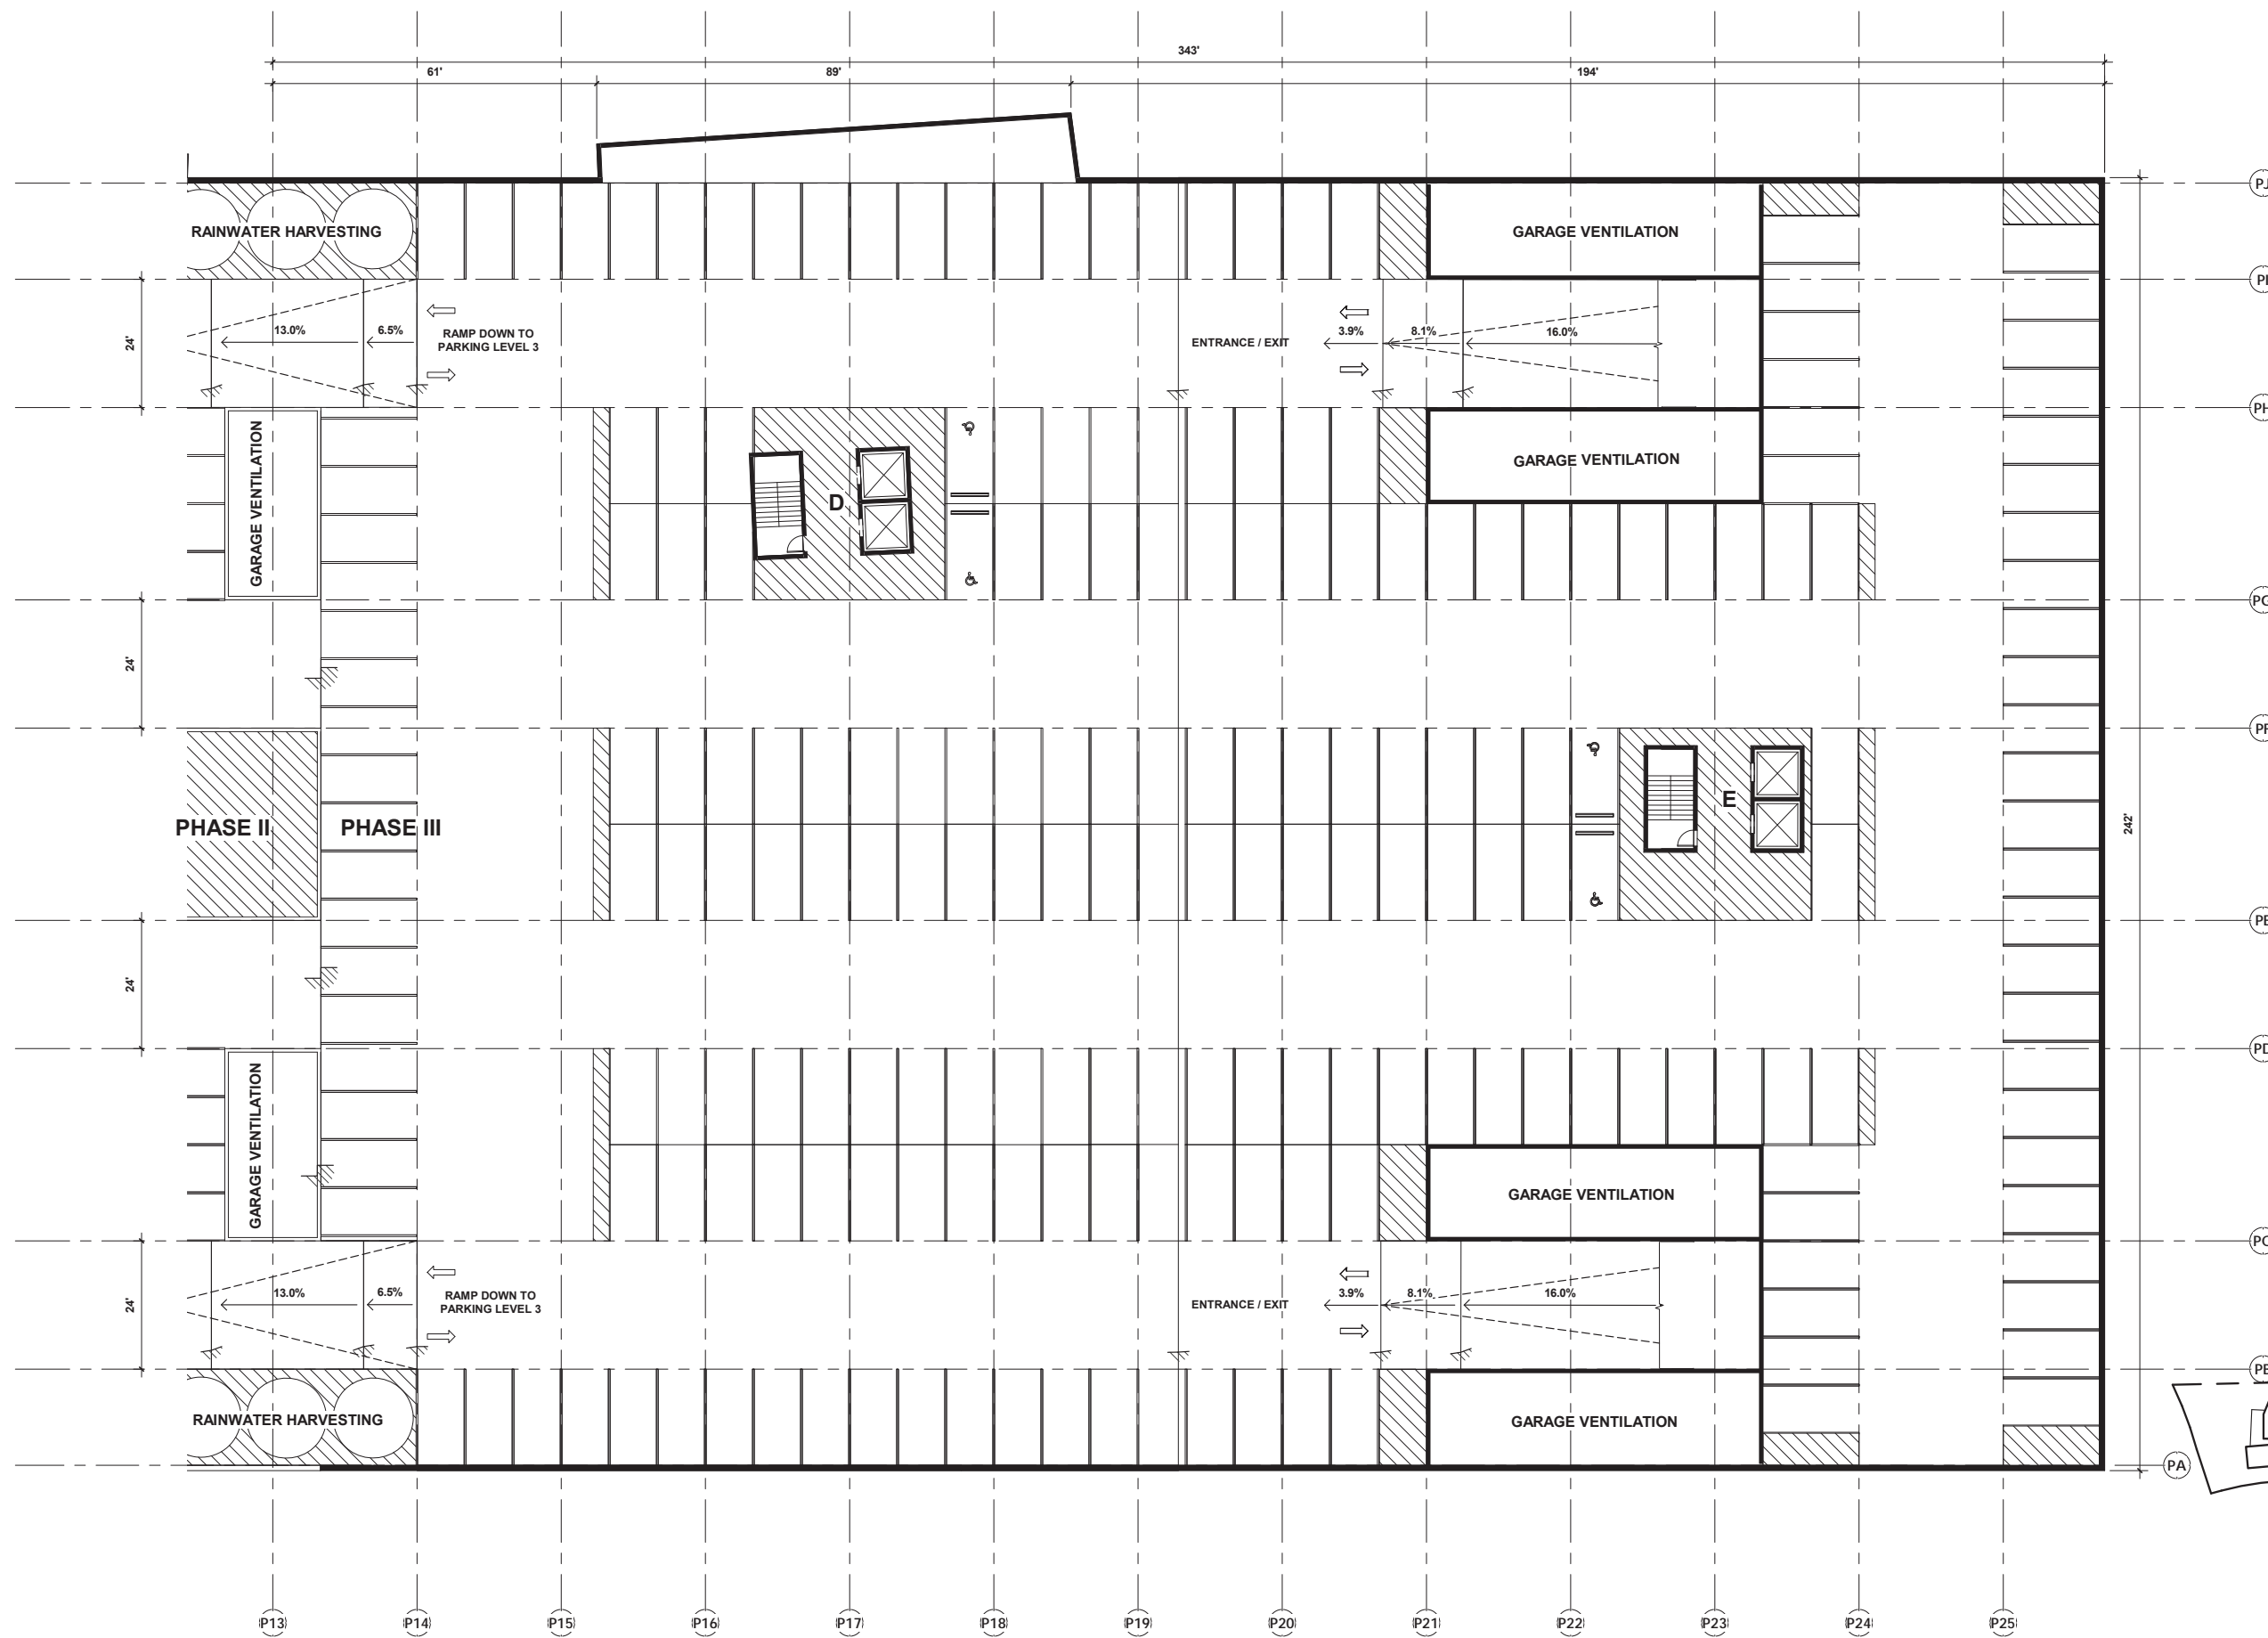 343'
61'
89'
194'
PJ
RAINWATER HARVESTING
GARAGE VENTILATION
24'
13.0%
6.5%
RAMP DOWN TO
PARKING LEVEL 3
ENTRANCE / EXIT
3.9%
8.1%
16.0%
PH
GARAGE VENTILATION
GARAGE VENTILATION
D
24'
PHASE II
PHASE III
E
242'
24'
PD
GARAGE VENTILATION
GARAGE VENTILATION
24'
13.0%
6.5%
RAMP DOWN TO
PARKING LEVEL 3
ENTRANCE / EXIT
3.9%
8.1%
16.0%
RAINWATER HARVESTING
GARAGE VENTILATION
PA
P13
P14
P15
P16
P17
P18
P19
P20
P21
P22
P23
P24
P25